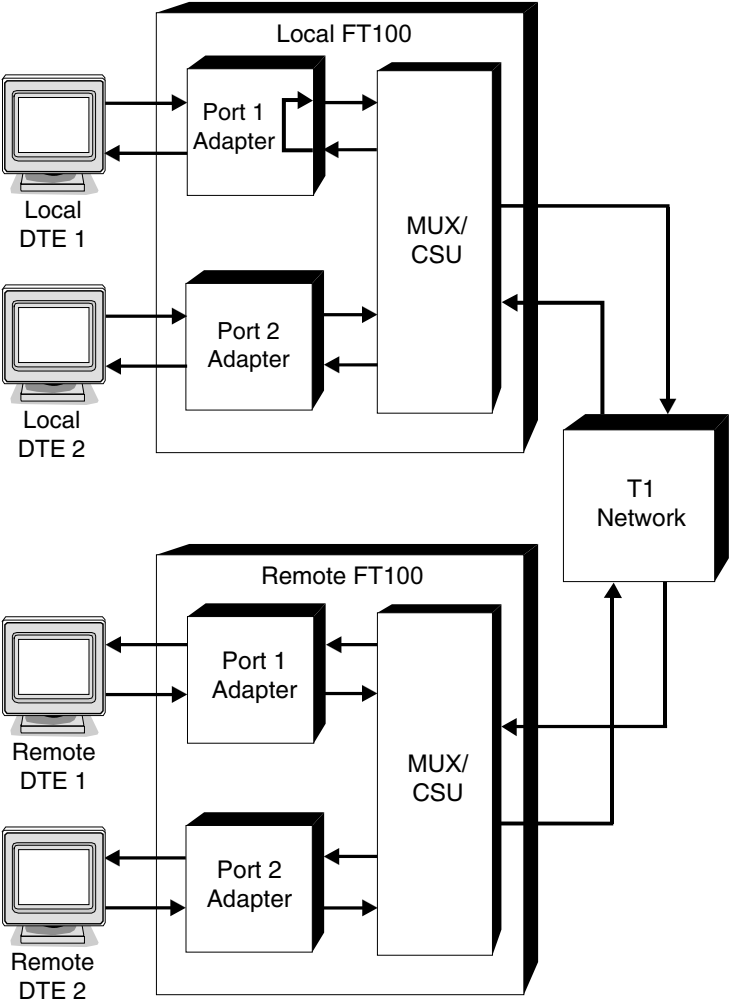 Local FT100
Port 1
Adapter
Local
DTE 1
MUX/
CSU
Port 2
Adapter
Local
DTE 2
T1
Network
Remote FT100
Port 1
Adapter
Remote
DTE 1
MUX/
CSU
Port 2
Adapter
Remote
DTE 2